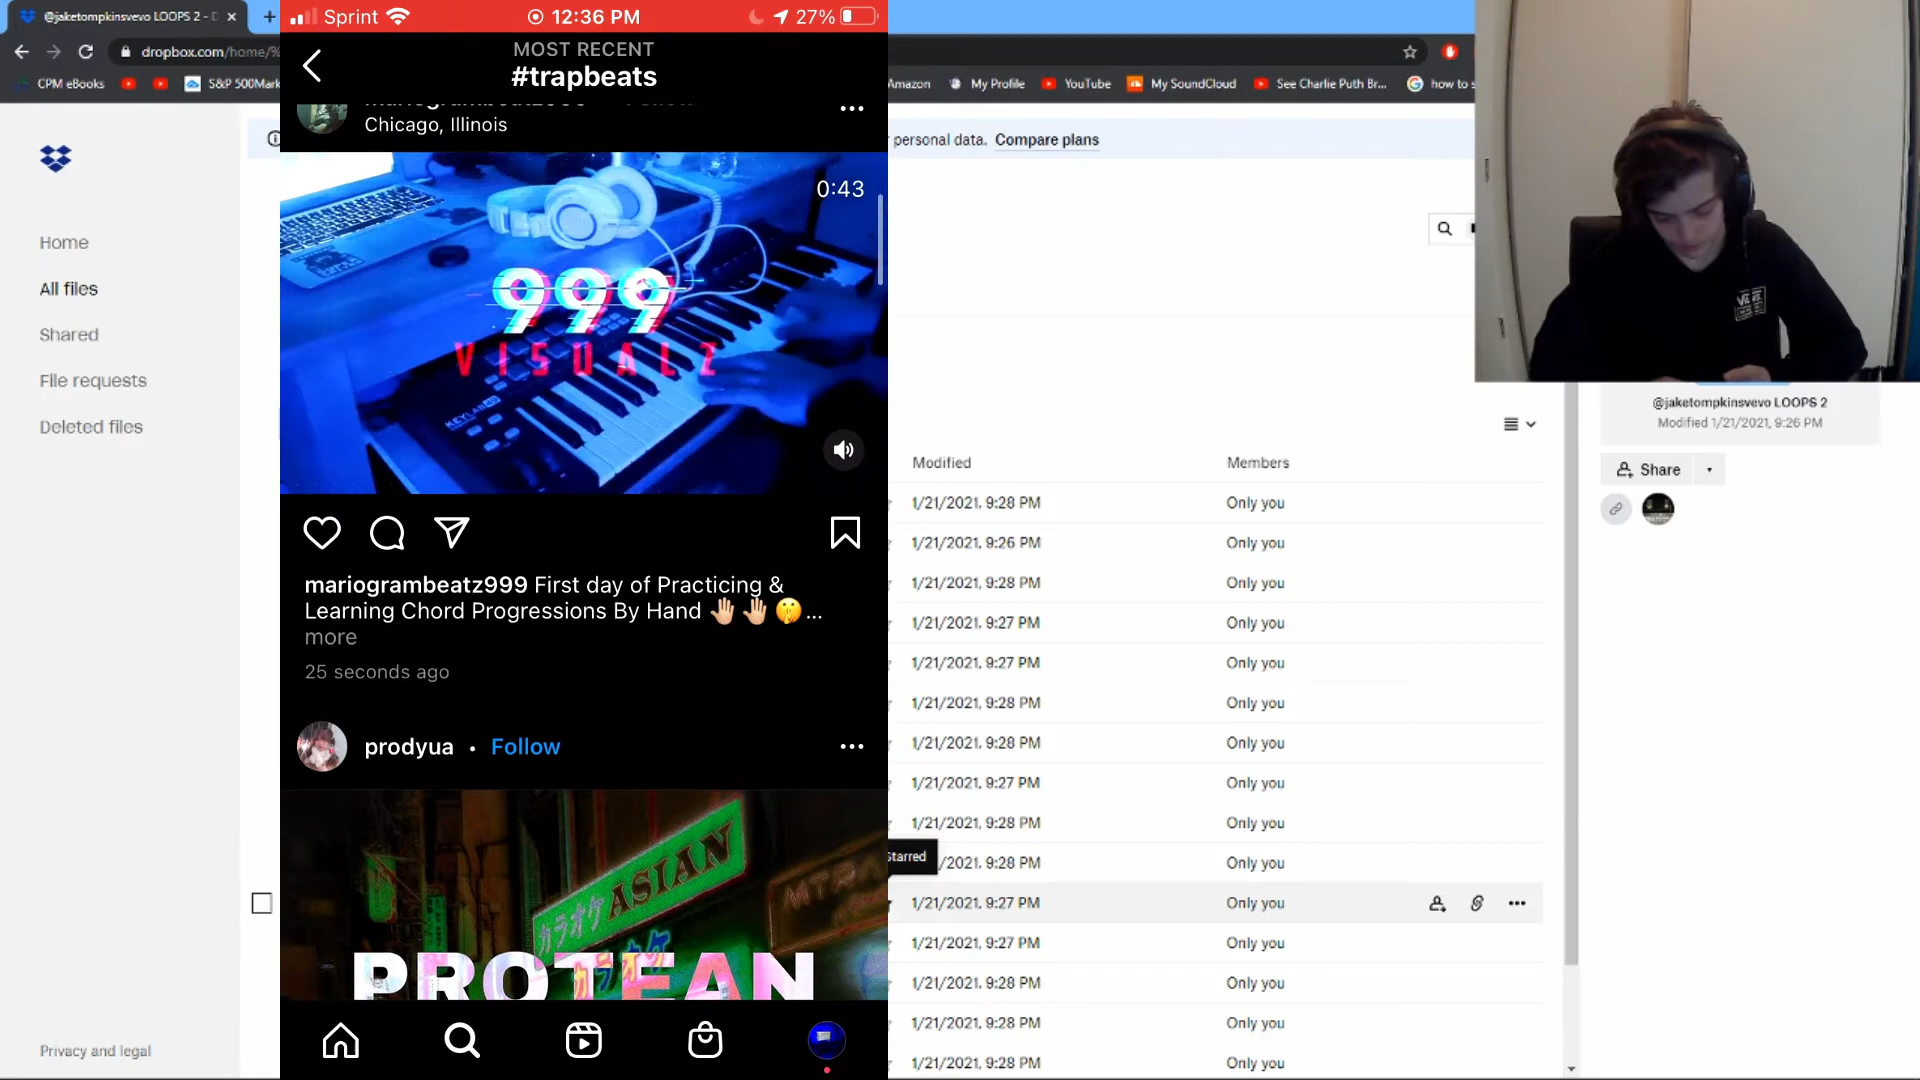 @jaketompkinsvevo LOOPS 2 -
dropbox.com/home/%
CPM eBooks
S&P 500Mark
Amazon
My Profile
YouTube
My SoundCloud
See Charlie Puth Br...
how to s
personal data. Compare plans
Home
All files
Shared
File requests
Deleted files
Privacy and legal
Sprint
12:36 PM
27%
MOST RECENT
#trapbeats
Chicago, Illinois
0:43
999
VISUALZ
KEYLAB
mariogrambeatz999 First day of Practicing &
Learning Chord Progressions By Hand 🤚🏼🤚🏼🤫...
more
25 seconds ago
prodyua • Follow
カラオケ ASIAN
カラオケ
PROTEAN
Modified Members
1/21/2021, 9:28 PM Only you
1/21/2021, 9:26 PM Only you
1/21/2021, 9:28 PM Only you
1/21/2021, 9:27 PM Only you
1/21/2021, 9:27 PM Only you
1/21/2021, 9:28 PM Only you
1/21/2021, 9:28 PM Only you
1/21/2021, 9:27 PM Only you
1/21/2021, 9:28 PM Only you
Starred
/21/2021, 9:28 PM Only you
1/21/2021, 9:27 PM Only you
1/21/2021, 9:27 PM Only you
1/21/2021, 9:28 PM Only you
1/21/2021, 9:28 PM Only you
1/21/2021, 9:28 PM Only you
VANS
@jaketompkinsvevo LOOPS 2
Modified 1/21/2021, 9:26 PM
Share